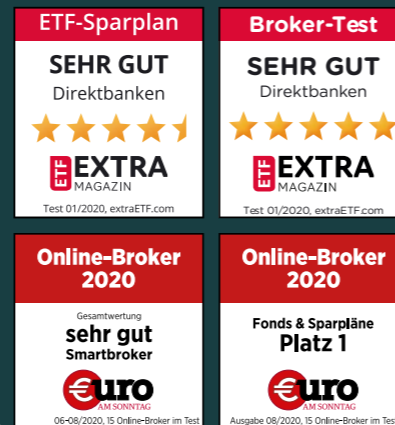 ETF-Sparplan
SEHR GUT
Direktbanken
ETF EXTRA
MAGAZIN
Test 01/2020, extraETF.com
Broker-Test
SEHR GUT
Direktbanken
ETF EXTRA
MAGAZIN
Test 01/2020, extraETF.com
Online-Broker
2020
Gesamtwertung
sehr gut
Smartbroker
€uro
AM SONNTAG
06-08/2020, 15 Online-Broker im Test
Online-Broker
2020
Fonds & Sparpläne
Platz 1
€uro
AM SONNTAG
Ausgabe 08/2020, 15 Online-Broker im Test